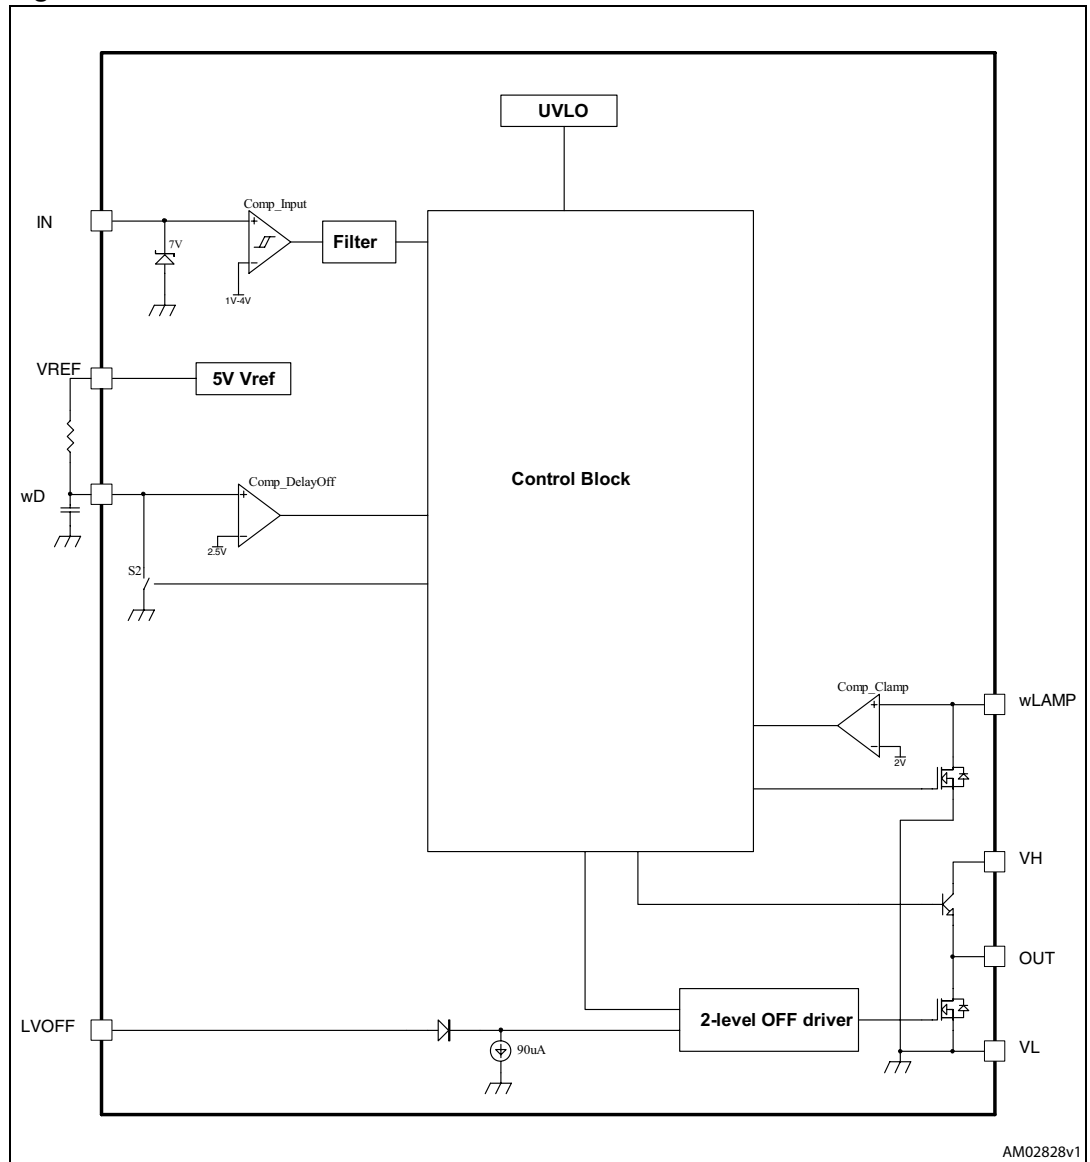 UVLO
IN
Comp_Input
7V
Filter
1V-4V
VREF
5V Vref
Control Block
wD
Comp_DelayOff
2.5V
S2
Comp_Clamp
wLAMP
2V
VH
OUT
LVOFF
2-level OFF driver
90uA
VL
AM02828v1